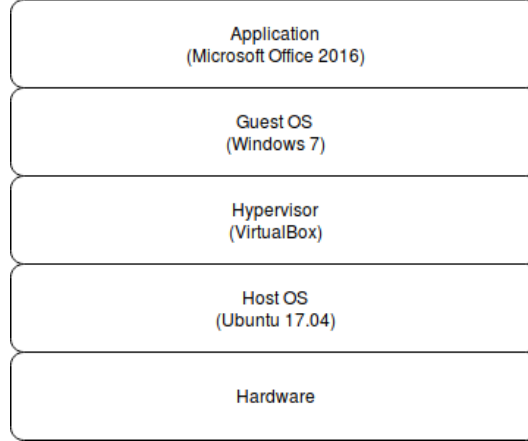 Application
(Microsoft Office 2016)
Guest OS
(Windows 7)
Hypervisor
(VirtualBox)
Host OS
(Ubuntu 17.04)
Hardware